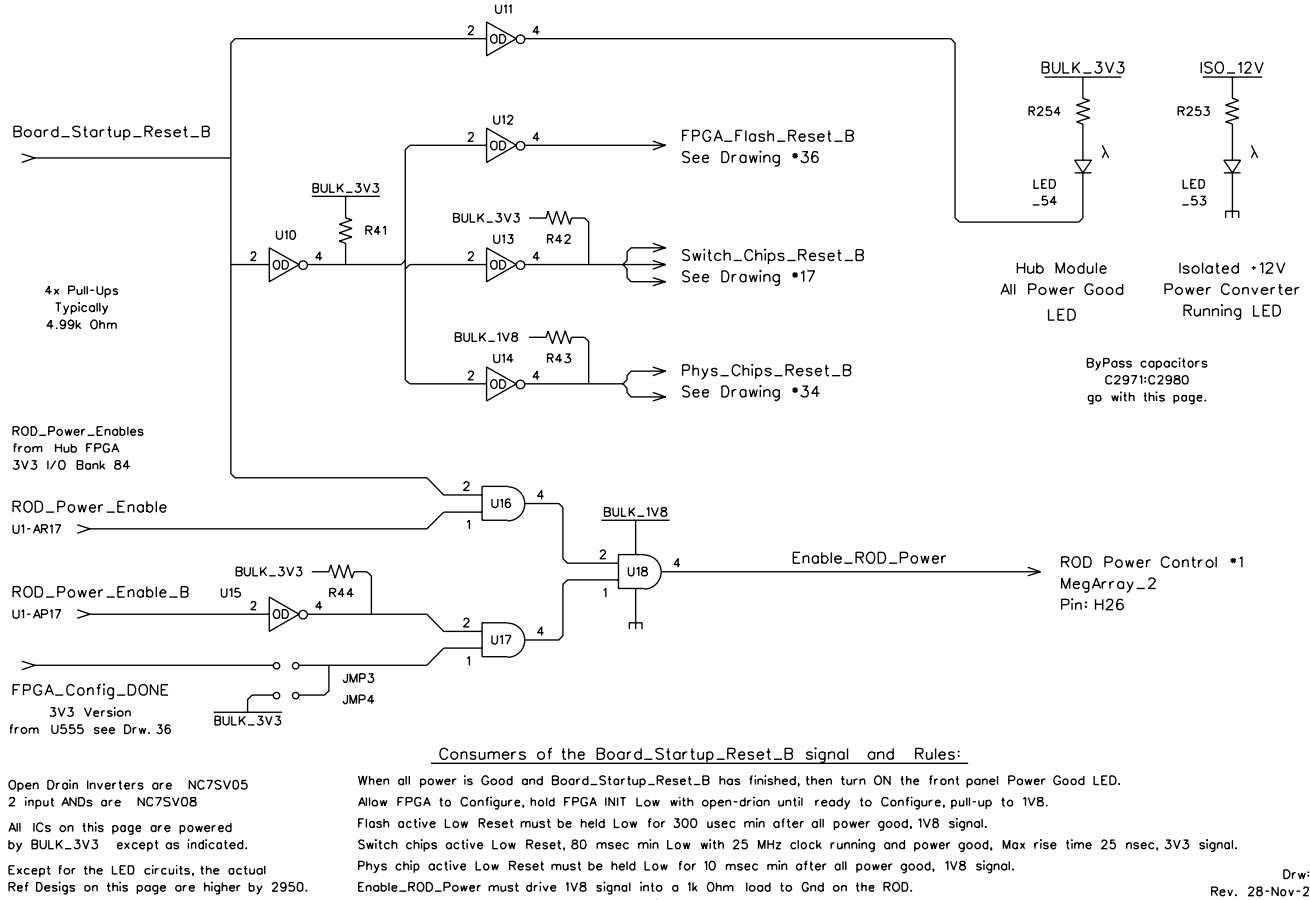 U11
2
OD
4
BULK_3V3
ISO_12V
R254
R253
λ
λ
LED
_54
LED
_53
Hub Module
All Power Good
LED
Isolated +12V
Power Converter
Running LED
ByPass capacitors
C2971:C2980
go with this page.
Board_Startup_Reset_B
U12
2
OD
4
FPGA_Flash_Reset_B
See Drawing *36
BULK_3V3
R41
U10
2
OD
4
BULK_3V3
R42
U13
2
OD
4
Switch_Chips_Reset_B
See Drawing *17
4x Pull-Ups
Typically
4.99k Ohm
BULK_1V8
R43
U14
2
OD
4
Phys_Chips_Reset_B
See Drawing *34
ROD_Power_Enables
from Hub FPGA
3V3 I/O Bank 84
ROD_Power_Enable
U1-AR17
2
1
U16
4
BULK_1V8
2
1
U18
4
Enable_ROD_Power
ROD Power Control *1
MegArray_2
Pin: H26
BULK_3V3
R44
ROD_Power_Enable_B
U1-AP17
U15
2
OD
4
2
1
U17
4
JMP3
JMP4
FPGA_Config_DONE
3V3 Version
from U555 see Drw. 36
BULK_3V3
Consumers of the Board_Startup_Reset_B signal and Rules:
When all power is Good and Board_Startup_Reset_B has finished, then turn ON the front panel Power Good LED.
Allow FPGA to Configure, hold FPGA INIT Low with open-drian until ready to Configure, pull-up to 1V8.
Flash active Low Reset must be held Low for 300 usec min after all power good, 1V8 signal.
Switch chips active Low Reset, 80 msec min Low with 25 MHz clock running and power good, Max rise time 25 nsec, 3V3 signal.
Phys chip active Low Reset must be held Low for 10 msec min after all power good, 1V8 signal.
Enable_ROD_Power must drive 1V8 signal into a 1k Ohm load to Gnd on the ROD.
Open Drain Inverters are NC7SV05
2 input ANDs are NC7SV08
All ICs on this page are powered
by BULK_3V3 except as indicated.
Except for the LED circuits, the actual
Ref Desigs on this page are higher by 2950.
Drw:
Rev. 28-Nov-2